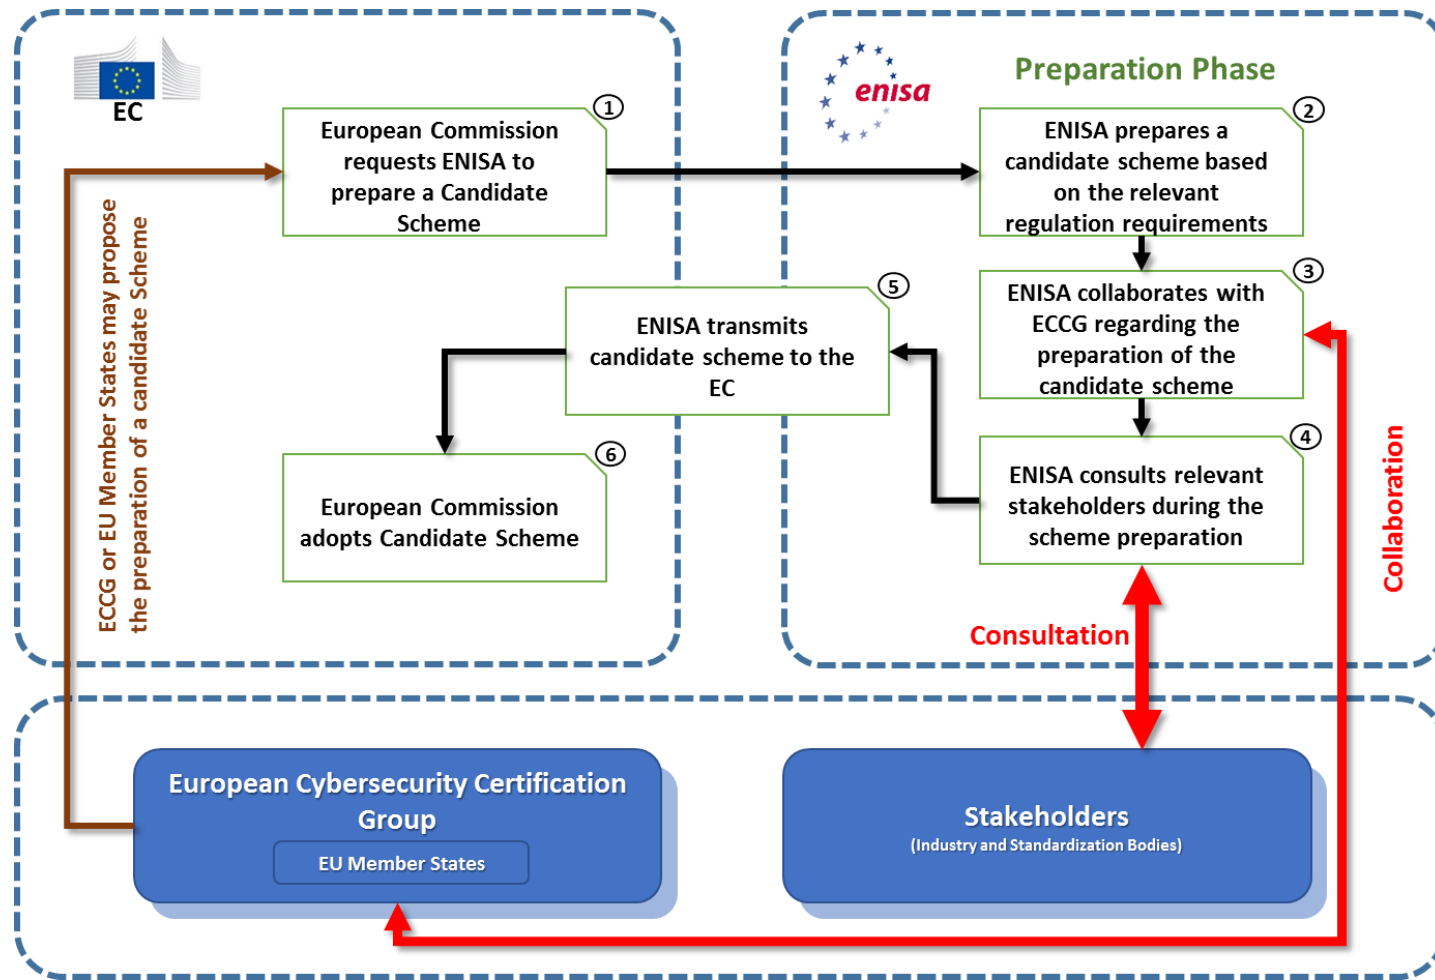 EC
enisa
Preparation Phase
1
European Commission
requests ENISA to
prepare a Candidate
Scheme
2
ENISA prepares a
candidate scheme based
on the relevant
regulation requirements
3
ENISA collaborates with
ECCG regarding the
preparation of the
candidate scheme
4
ENISA consults relevant
stakeholders during the
scheme preparation
5
ENISA transmits
candidate scheme to the
EC
6
European Commission
adopts Candidate Scheme
ECCG or EU Member States may propose
the preparation of a candidate Scheme
Consultation
Collaboration
European Cybersecurity Certification
Group
EU Member States
Stakeholders
(Industry and Standardization Bodies)